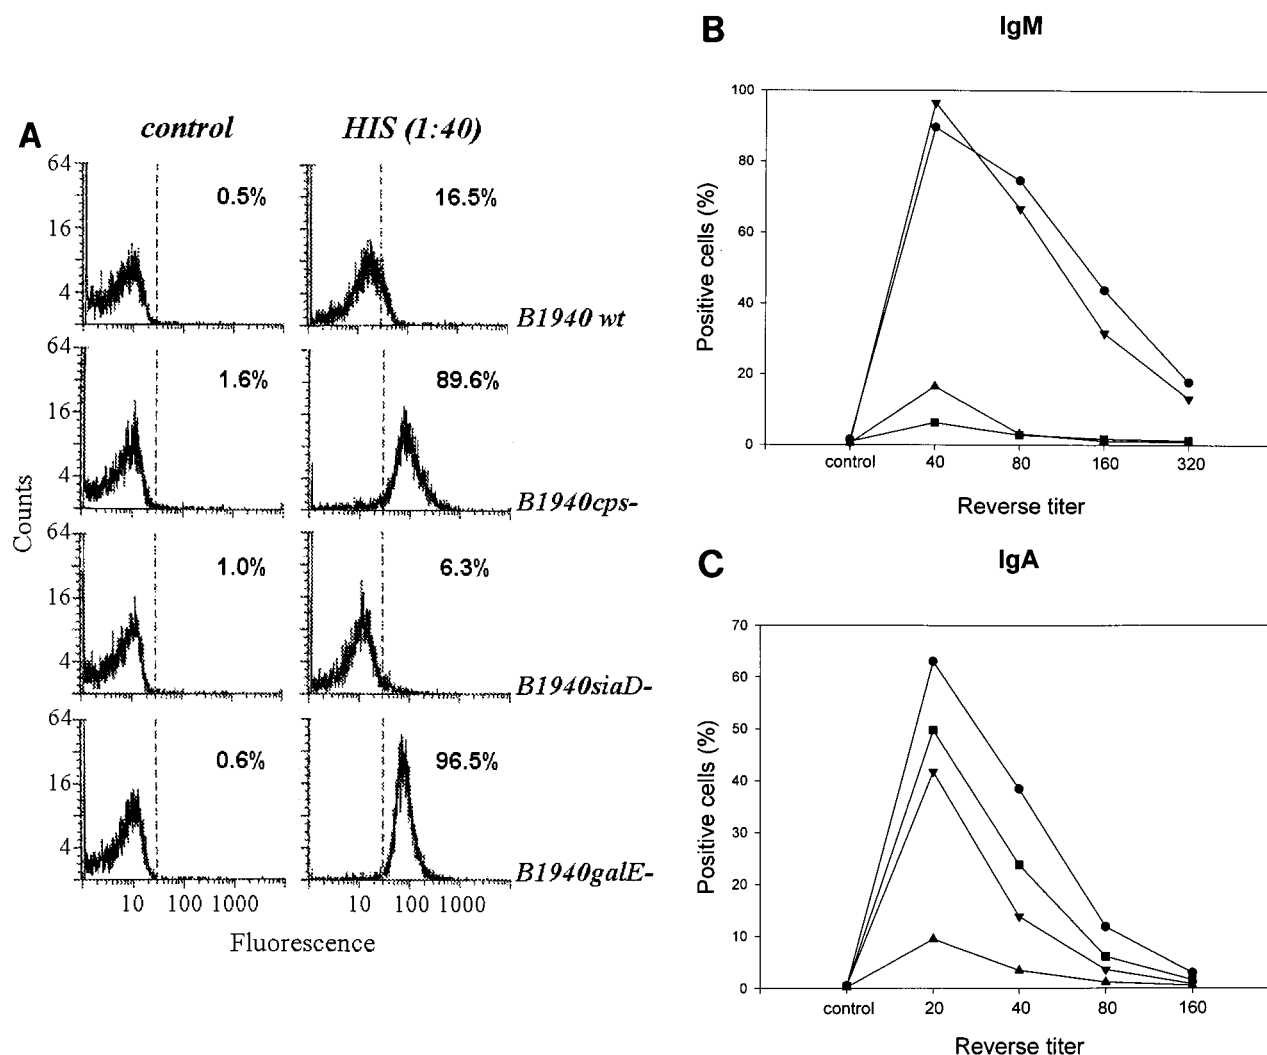 A
control
HIS (1:40)
64
16
4
0.5%
16.5%
B1940 wt
64
16
4
1.6%
89.6%
B1940cps-
64
16
4
1.0%
6.3%
B1940siaD-
64
16
4
0.6%
96.5%
B1940galE-
10 100 1000
10 100 1000
Counts
Fluorescence
B
IgM
Positive cells (%)
100
80
60
40
20
0
control 40 80 160 320
Reverse titer
C
IgA
Positive cells (%)
70
60
50
40
30
20
10
0
control 20 40 80 160
Reverse titer